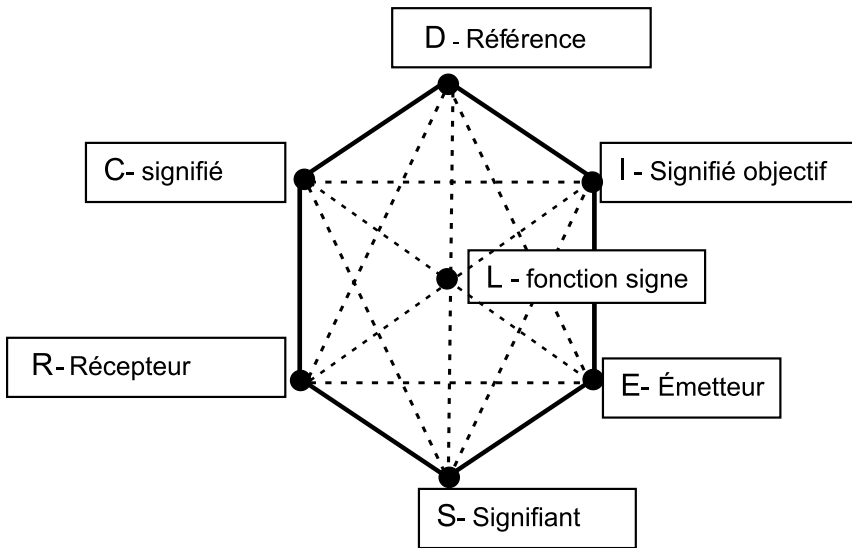 D - Référence
C- signifié
I - Signifié objectif
L - fonction signe
R- Récepteur
E- Émetteur
S- Signifiant